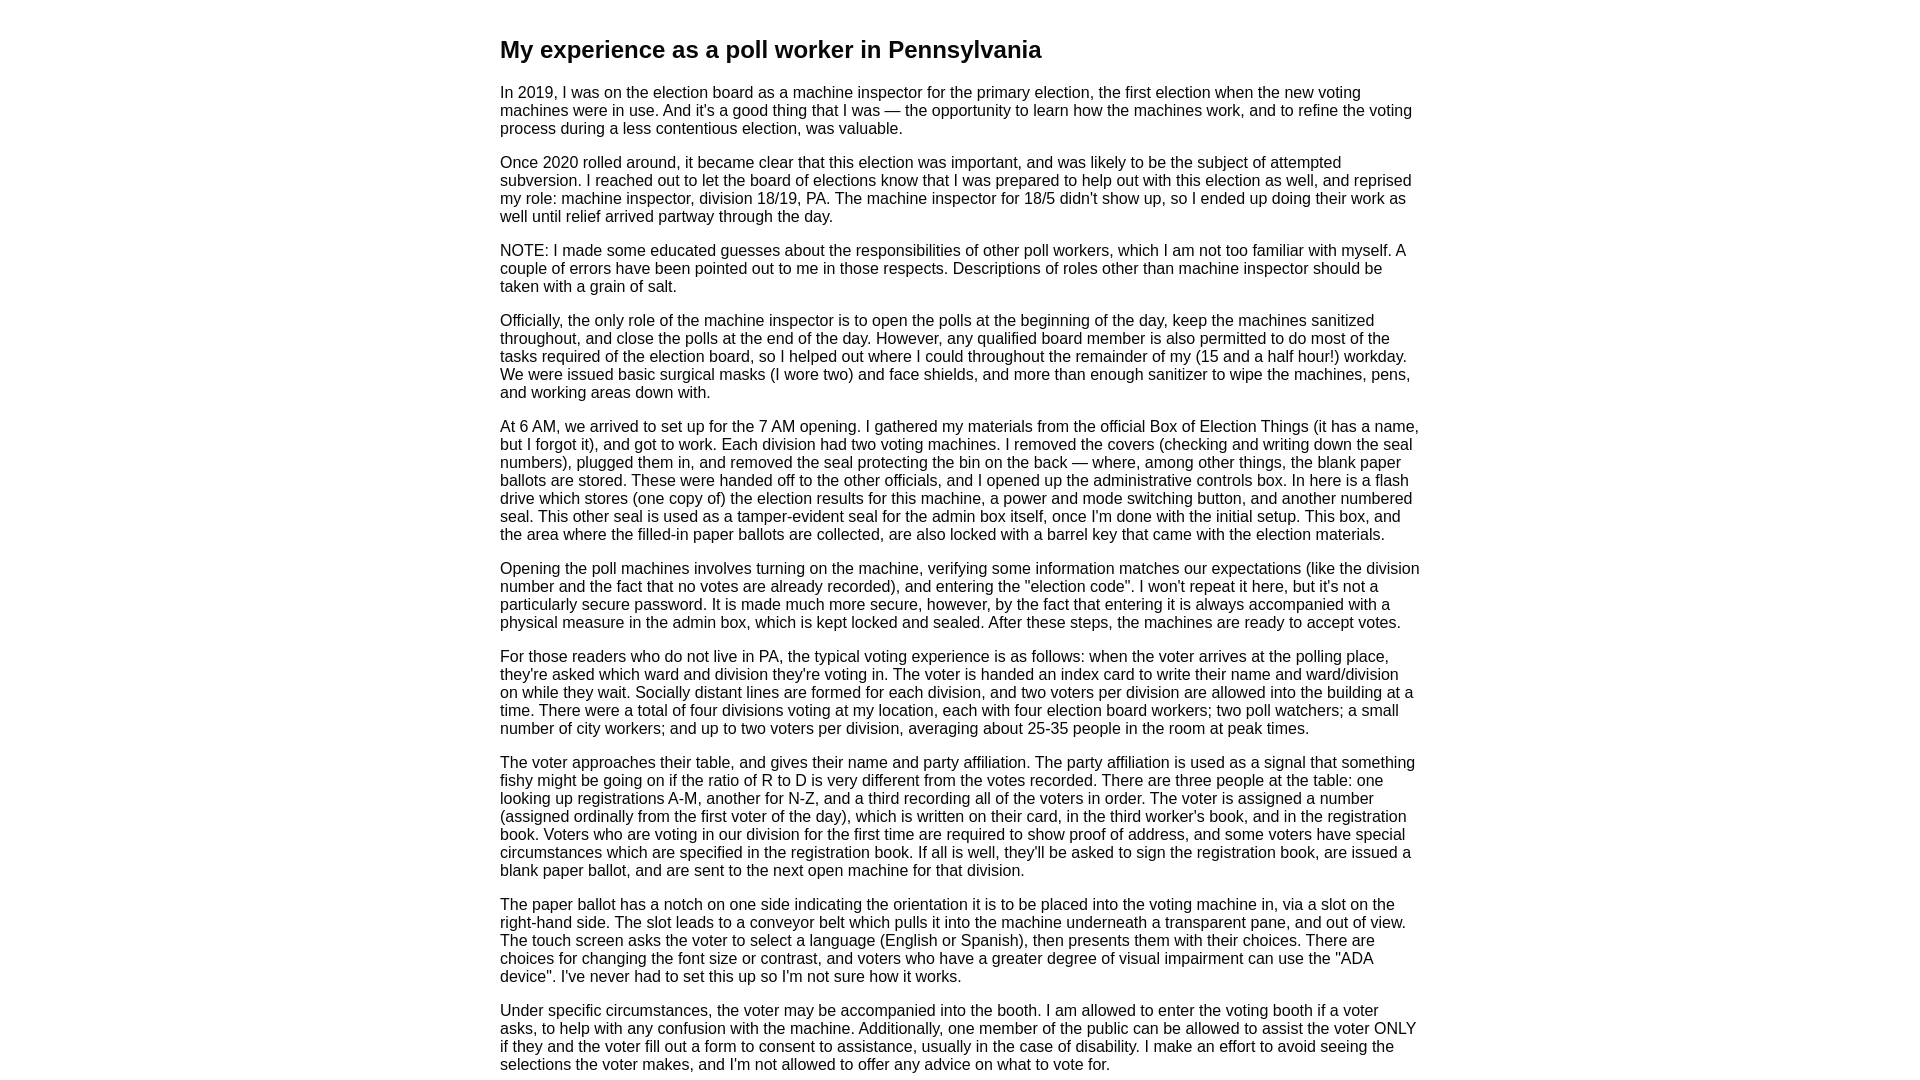 My experience as a poll worker in Pennsylvania
In 2019, I was on the election board as a machine inspector for the primary election, the first election when the new voting
machines were in use. And it's a good thing that I was — the opportunity to learn how the machines work, and to refine the voting
process during a less contentious election, was valuable.
Once 2020 rolled around, it became clear that this election was important, and was likely to be the subject of attempted
subversion. I reached out to let the board of elections know that I was prepared to help out with this election as well, and reprised
my role: machine inspector, division 18/19, PA. The machine inspector for 18/5 didn't show up, so I ended up doing their work as
well until relief arrived partway through the day.
NOTE: I made some educated guesses about the responsibilities of other poll workers, which I am not too familiar with myself. A
couple of errors have been pointed out to me in those respects. Descriptions of roles other than machine inspector should be
taken with a grain of salt.
Officially, the only role of the machine inspector is to open the polls at the beginning of the day, keep the machines sanitized
throughout, and close the polls at the end of the day. However, any qualified board member is also permitted to do most of the
tasks required of the election board, so I helped out where I could throughout the remainder of my (15 and a half hour!) workday.
We were issued basic surgical masks (I wore two) and face shields, and more than enough sanitizer to wipe the machines, pens,
and working areas down with.
At 6 AM, we arrived to set up for the 7 AM opening. I gathered my materials from the official Box of Election Things (it has a name,
but I forgot it), and got to work. Each division had two voting machines. I removed the covers (checking and writing down the seal
numbers), plugged them in, and removed the seal protecting the bin on the back — where, among other things, the blank paper
ballots are stored. These were handed off to the other officials, and I opened up the administrative controls box. In here is a flash
drive which stores (one copy of) the election results for this machine, a power and mode switching button, and another numbered
seal. This other seal is used as a tamper-evident seal for the admin box itself, once I'm done with the initial setup. This box, and
the area where the filled-in paper ballots are collected, are also locked with a barrel key that came with the election materials.
Opening the poll machines involves turning on the machine, verifying some information matches our expectations (like the division
number and the fact that no votes are already recorded), and entering the "election code". I won't repeat it here, but it's not a
particularly secure password. It is made much more secure, however, by the fact that entering it is always accompanied with a
physical measure in the admin box, which is kept locked and sealed. After these steps, the machines are ready to accept votes.
For those readers who do not live in PA, the typical voting experience is as follows: when the voter arrives at the polling place,
they're asked which ward and division they're voting in. The voter is handed an index card to write their name and ward/division
on while they wait. Socially distant lines are formed for each division, and two voters per division are allowed into the building at a
time. There were a total of four divisions voting at my location, each with four election board workers; two poll watchers; a small
number of city workers; and up to two voters per division, averaging about 25-35 people in the room at peak times.
The voter approaches their table, and gives their name and party affiliation. The party affiliation is used as a signal that something
fishy might be going on if the ratio of R to D is very different from the votes recorded. There are three people at the table: one
looking up registrations A-M, another for N-Z, and a third recording all of the voters in order. The voter is assigned a number
(assigned ordinally from the first voter of the day), which is written on their card, in the third worker's book, and in the registration
book. Voters who are voting in our division for the first time are required to show proof of address, and some voters have special
circumstances which are specified in the registration book. If all is well, they'll be asked to sign the registration book, are issued a
blank paper ballot, and are sent to the next open machine for that division.
The paper ballot has a notch on one side indicating the orientation it is to be placed into the voting machine in, via a slot on the
right-hand side. The slot leads to a conveyor belt which pulls it into the machine underneath a transparent pane, and out of view.
The touch screen asks the voter to select a language (English or Spanish), then presents them with their choices. There are
choices for changing the font size or contrast, and voters who have a greater degree of visual impairment can use the "ADA
device". I've never had to set this up so I'm not sure how it works.
Under specific circumstances, the voter may be accompanied into the booth. I am allowed to enter the voting booth if a voter
asks, to help with any confusion with the machine. Additionally, one member of the public can be allowed to assist the voter ONLY
if they and the voter fill out a form to consent to assistance, usually in the case of disability. I make an effort to avoid seeing the
selections the voter makes, and I'm not allowed to offer any advice on what to vote for.